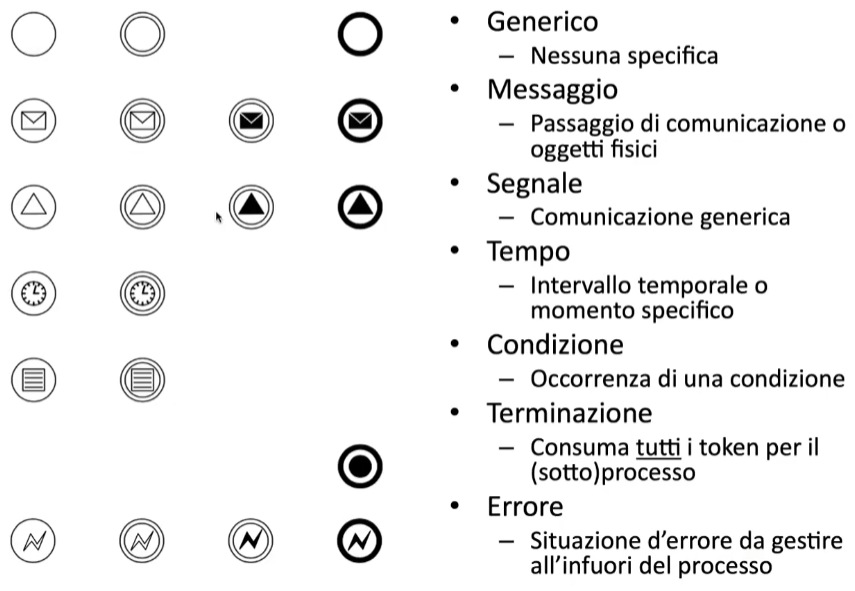 • Generico
– Nessuna specifica
• Messaggio
– Passaggio di comunicazione o
oggetti fisici
• Segnale
– Comunicazione generica
• Tempo
– Intervallo temporale o
momento specifico
• Condizione
– Occorrenza di una condizione
• Terminazione
– Consuma tutti i token per il
(sotto)processo
• Errore
– Situazione d’errore da gestire
all’infuori del processo